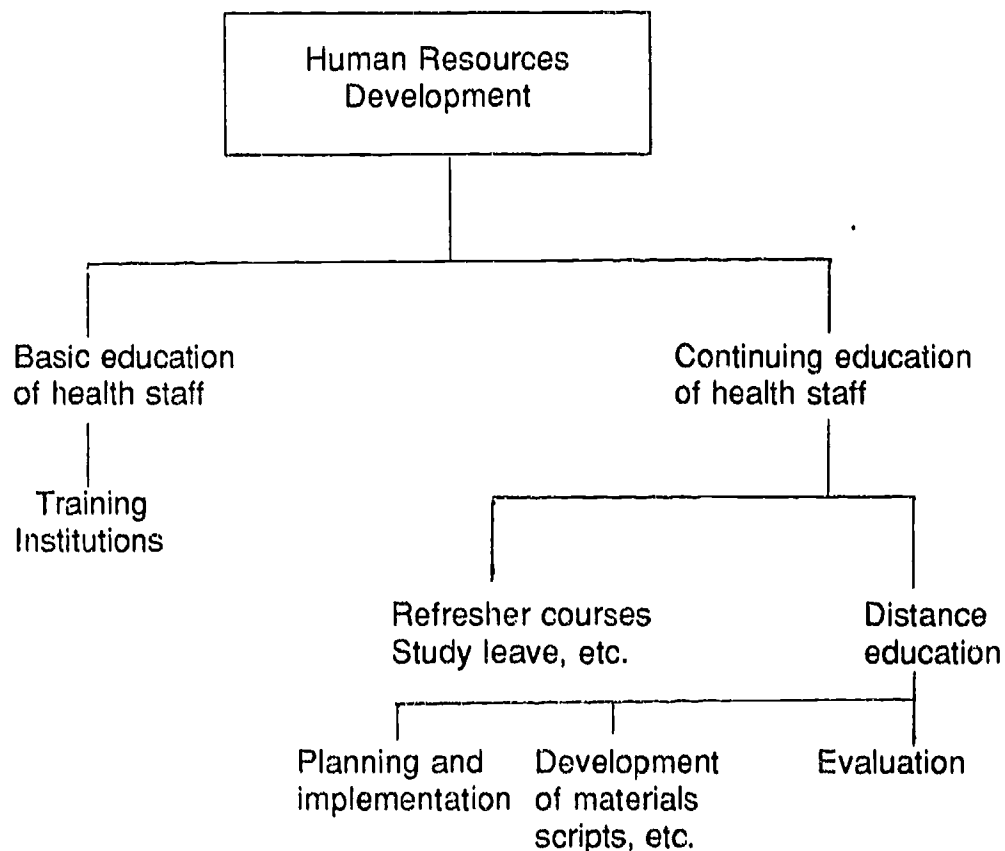 Human Resources
Development
Basic education
of health staff
Continuing education
of health staff
Training
Institutions
Refresher courses
Study leave, etc.
Distance
education
Planning and
implementation
Development
of materials
scripts, etc.
Evaluation